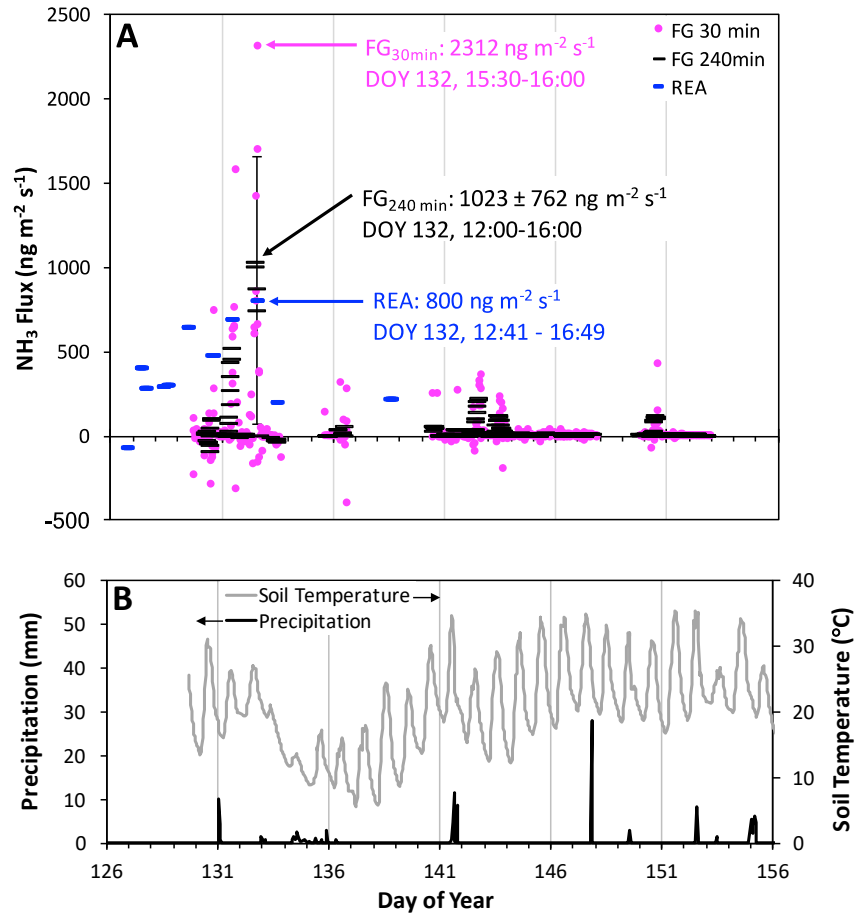 A
2500
2000
1500
1000
500
0
-500
NH₃ Flux (ng m⁻² s⁻¹)
FG 30 min
FG 240min
REA
FG₃₀ₘᵢₙ: 2312 ng m⁻² s⁻¹
DOY 132, 15:30-16:00
FG₂₄₀ ₘᵢₙ: 1023 ± 762 ng m⁻² s⁻¹
DOY 132, 12:00-16:00
REA: 800 ng m⁻² s⁻¹
DOY 132, 12:41 - 16:49
B
Soil Temperature
Precipitation
60
50
40
30
20
10
0
Precipitation (mm)
40
30
20
10
0
Soil Temperature (°C)
126 131 136 141 146 151 156
Day of Year